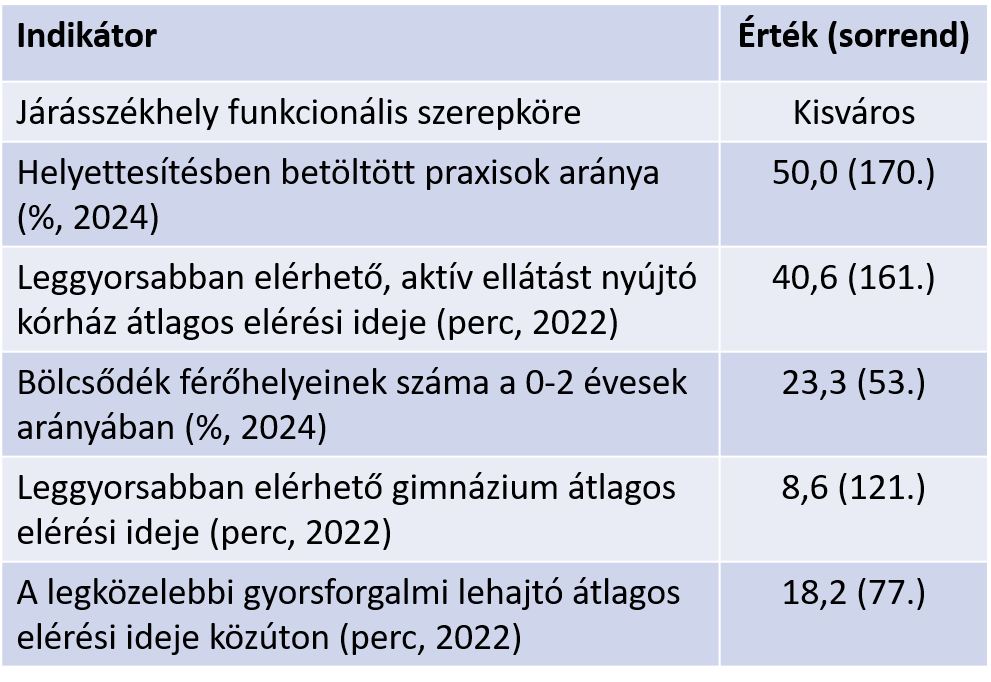 Indikátor
Érték (sorrend)
Járásszékhely funkcionális szerepköre
Kisváros
Helyettesítésben betöltött praxisok aránya
(%, 2024)
50,0 (170.)
Leggyorsabban elérhető, aktív ellátást nyújtó
kórház átlagos elérési ideje (perc, 2022)
40,6 (161.)
Bölcsődék férőhelyeinek száma a 0-2 évesek
arányában (%, 2024)
23,3 (53.)
Leggyorsabban elérhető gimnázium átlagos
elérési ideje (perc, 2022)
8,6 (121.)
A legközelebbi gyorsforgalmi lehajtó átlagos
elérési ideje közúton (perc, 2022)
18,2 (77.)